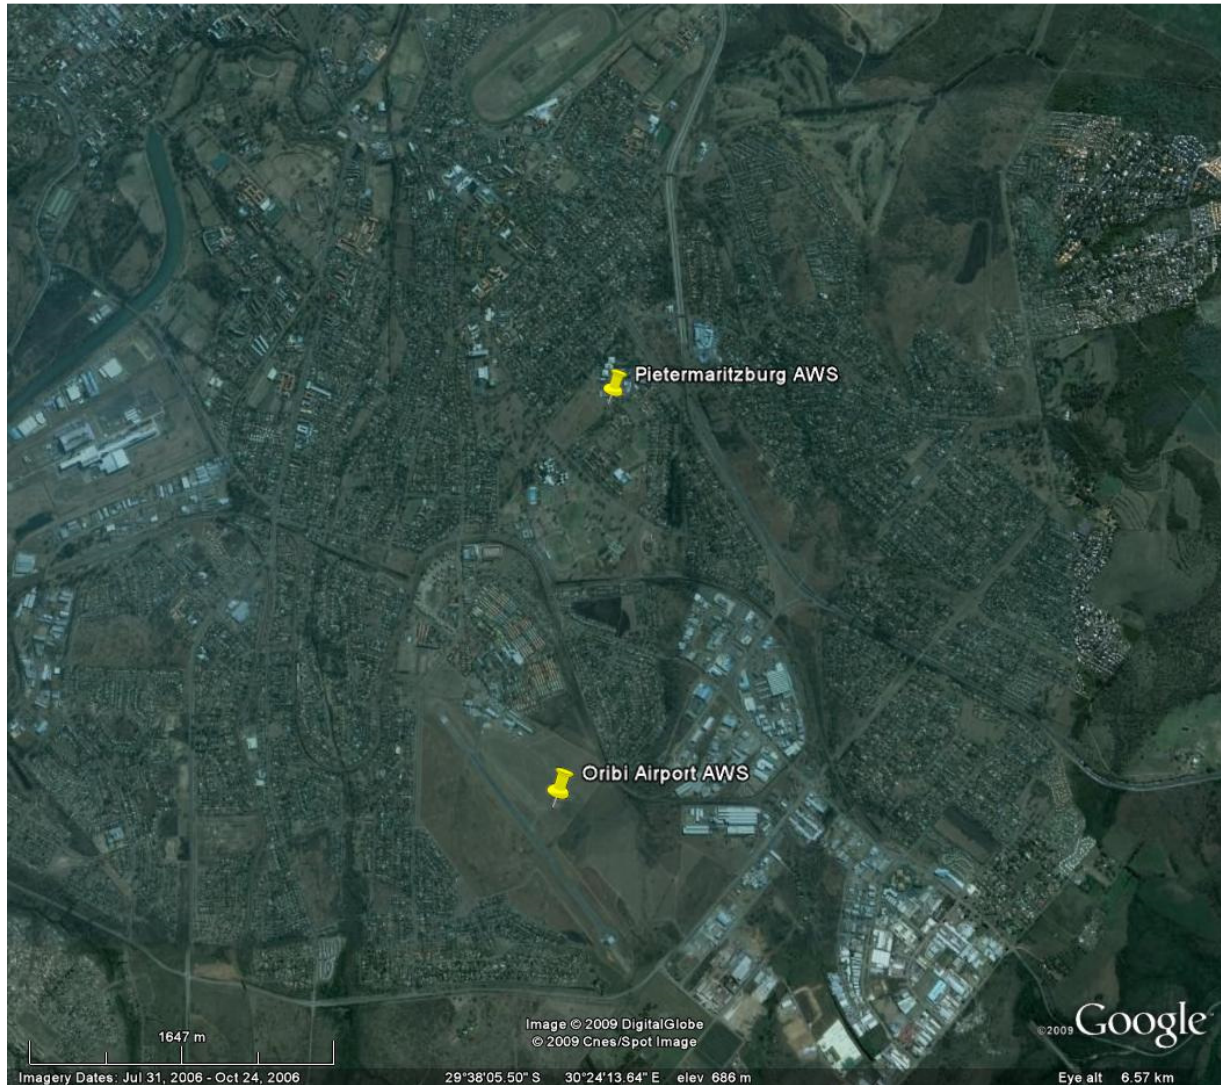 Pietermaritzburg AWS
Oribi Airport AWS
1647 m
Image © 2009 DigitalGlobe
© 2009 Cnes/Spot Image
©2009 Google
Imagery Dates: Jul 31, 2006 - Oct 24, 2006
29°38'05.50" S 30°24'13.64" E elev 686 m
Eye alt 6.57 km